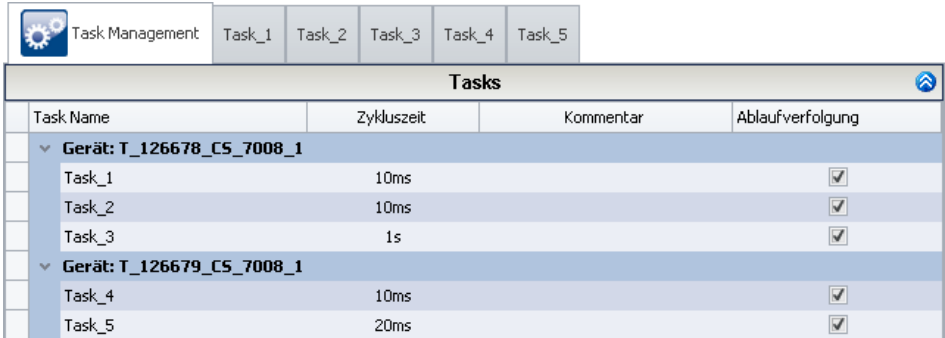 Task Management Task_1 Task_2 Task_3 Task_4 Task_5
Tasks
Task Name Zykluszeit Kommentar Ablaufverfolgung
Gerät: T_126678_CS_7008_1
Task_1 10ms
Task_2 10ms
Task_3 1s
Gerät: T_126679_CS_7008_1
Task_4 10ms
Task_5 20ms